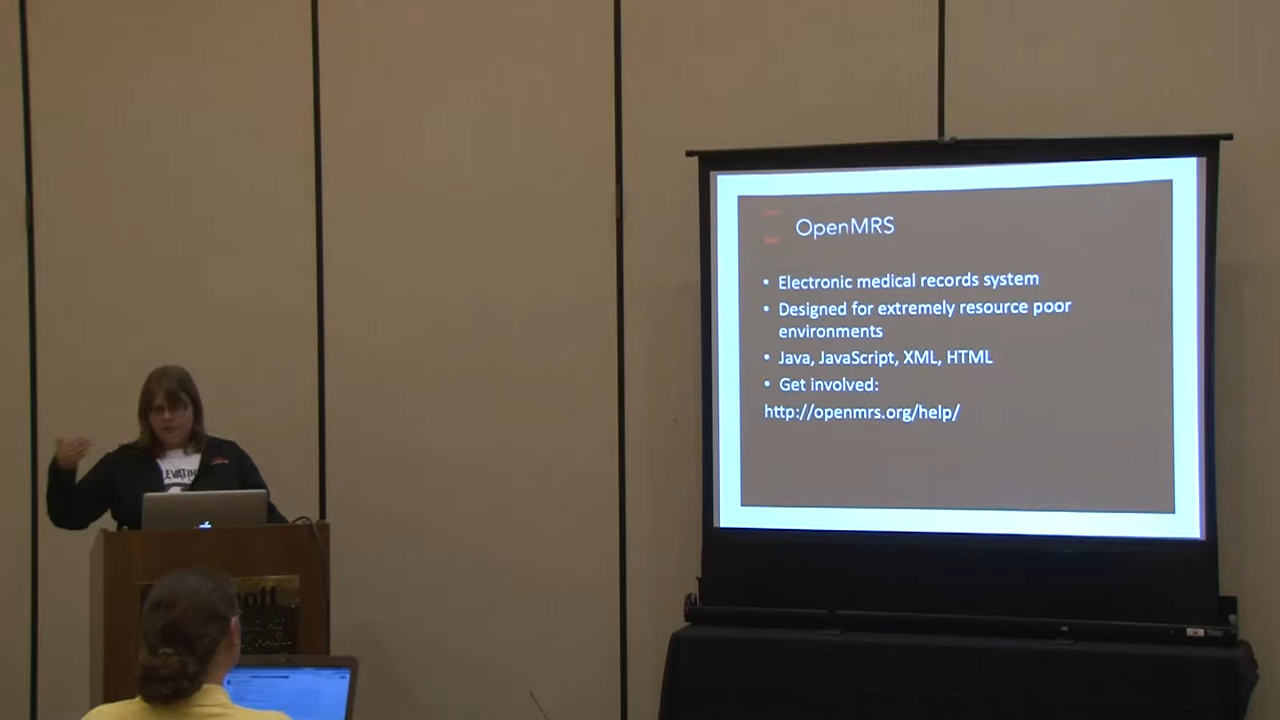 OpenMRS
• Electronic medical records system
• Designed for extremely resource poor
environments
• Java, JavaScript, XML, HTML
• Get involved:
http://openmrs.org/help/